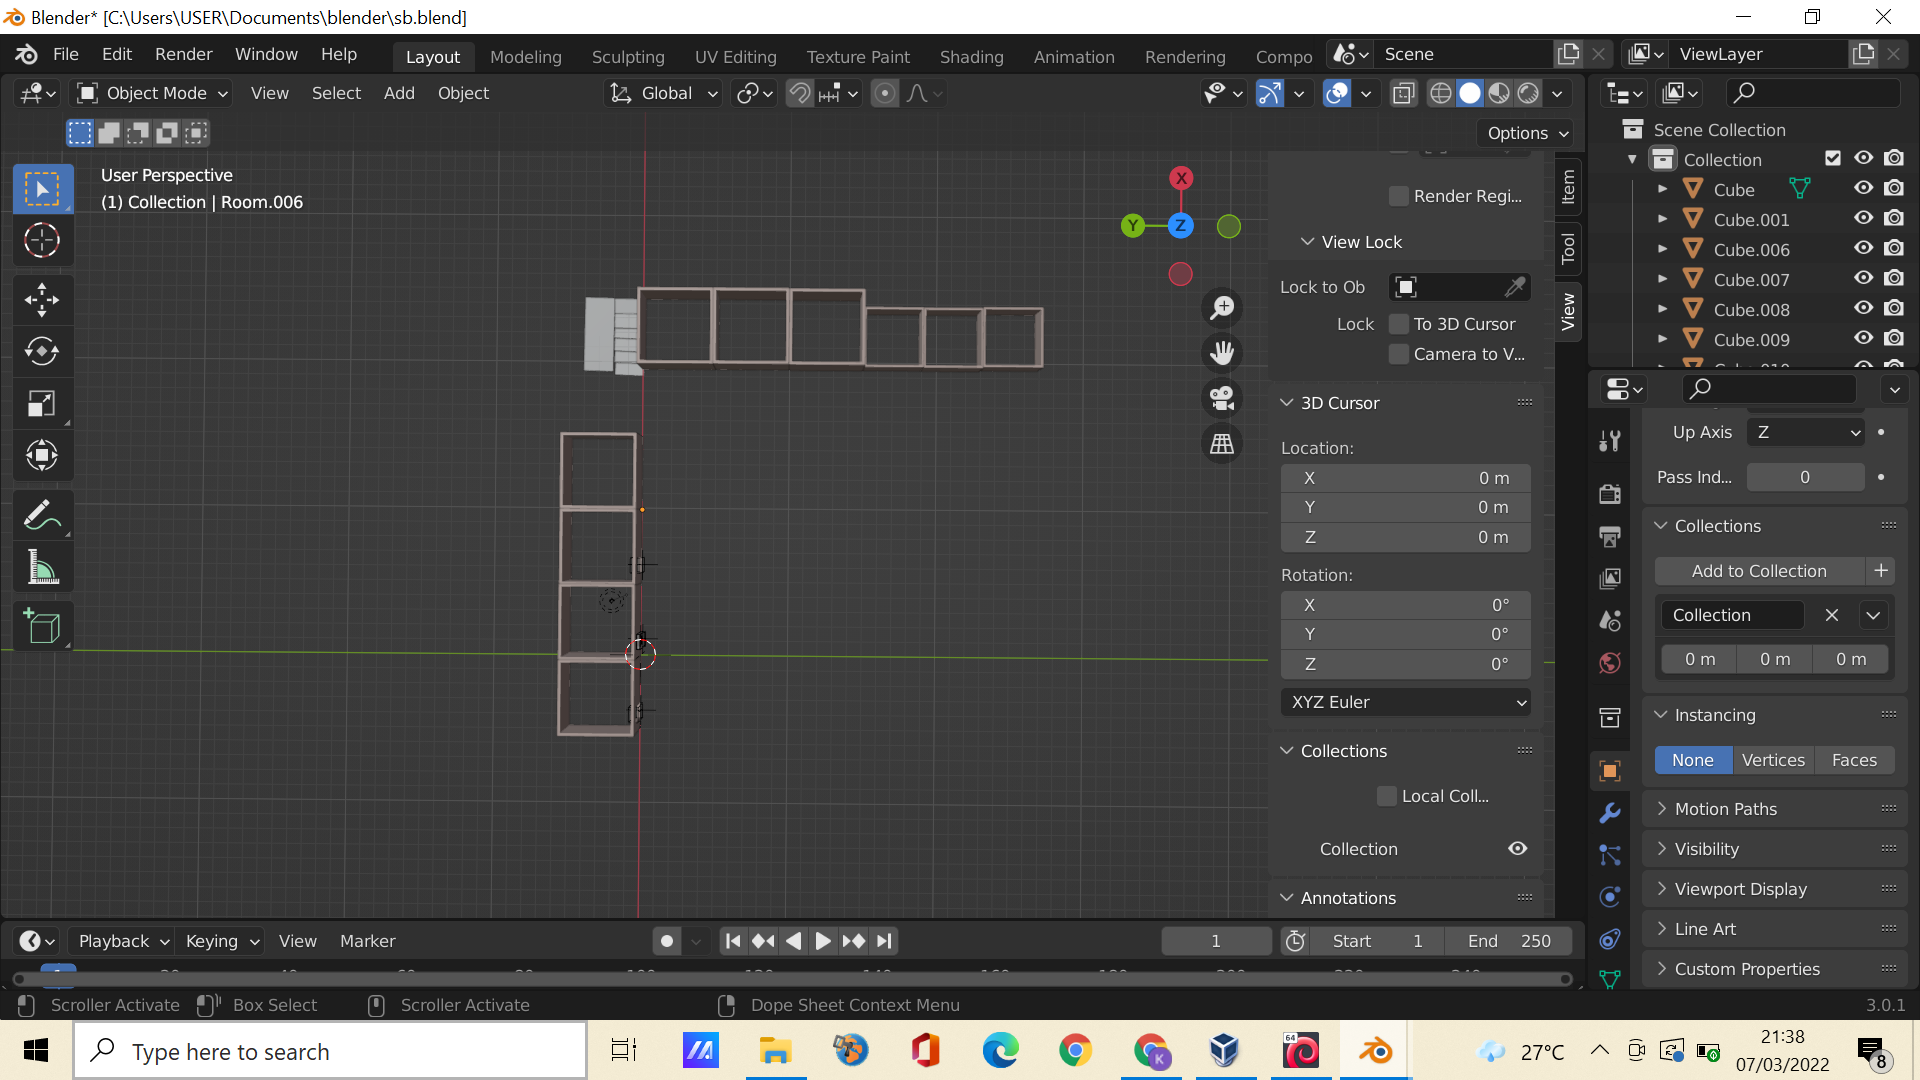 Blender* [C:\Users\USER\Documents\blender\sb.blend]
File Edit Render Window Help
Layout Modeling Sculpting UV Editing Texture Paint Shading Animation Rendering Compo
Scene
ViewLayer
Object Mode View Select Add Object
Global
Options
User Perspective
(1) Collection | Room.006
X
Y
Z
Render Regi...
View Lock
Lock to Ob
Lock To 3D Cursor
Camera to V...
3D Cursor
Location:
X 0 m
Y 0 m
Z 0 m
Rotation:
X 0°
Y 0°
Z 0°
XYZ Euler
Collections
Local Coll...
Collection
Annotations
Item
Tool
View
Scene Collection
Collection
Cube
Cube.001
Cube.006
Cube.007
Cube.008
Cube.009
Up Axis Z
Pass Ind... 0
Collections
Add to Collection
Collection
0 m 0 m 0 m
Instancing
None Vertices Faces
Motion Paths
Visibility
Viewport Display
Line Art
Custom Properties
Playback Keying View Marker
1
Start 1
End 250
Scroller Activate Box Select Scroller Activate Dope Sheet Context Menu
3.0.1
Type here to search
64
K
27°C
21:38
07/03/2022
8